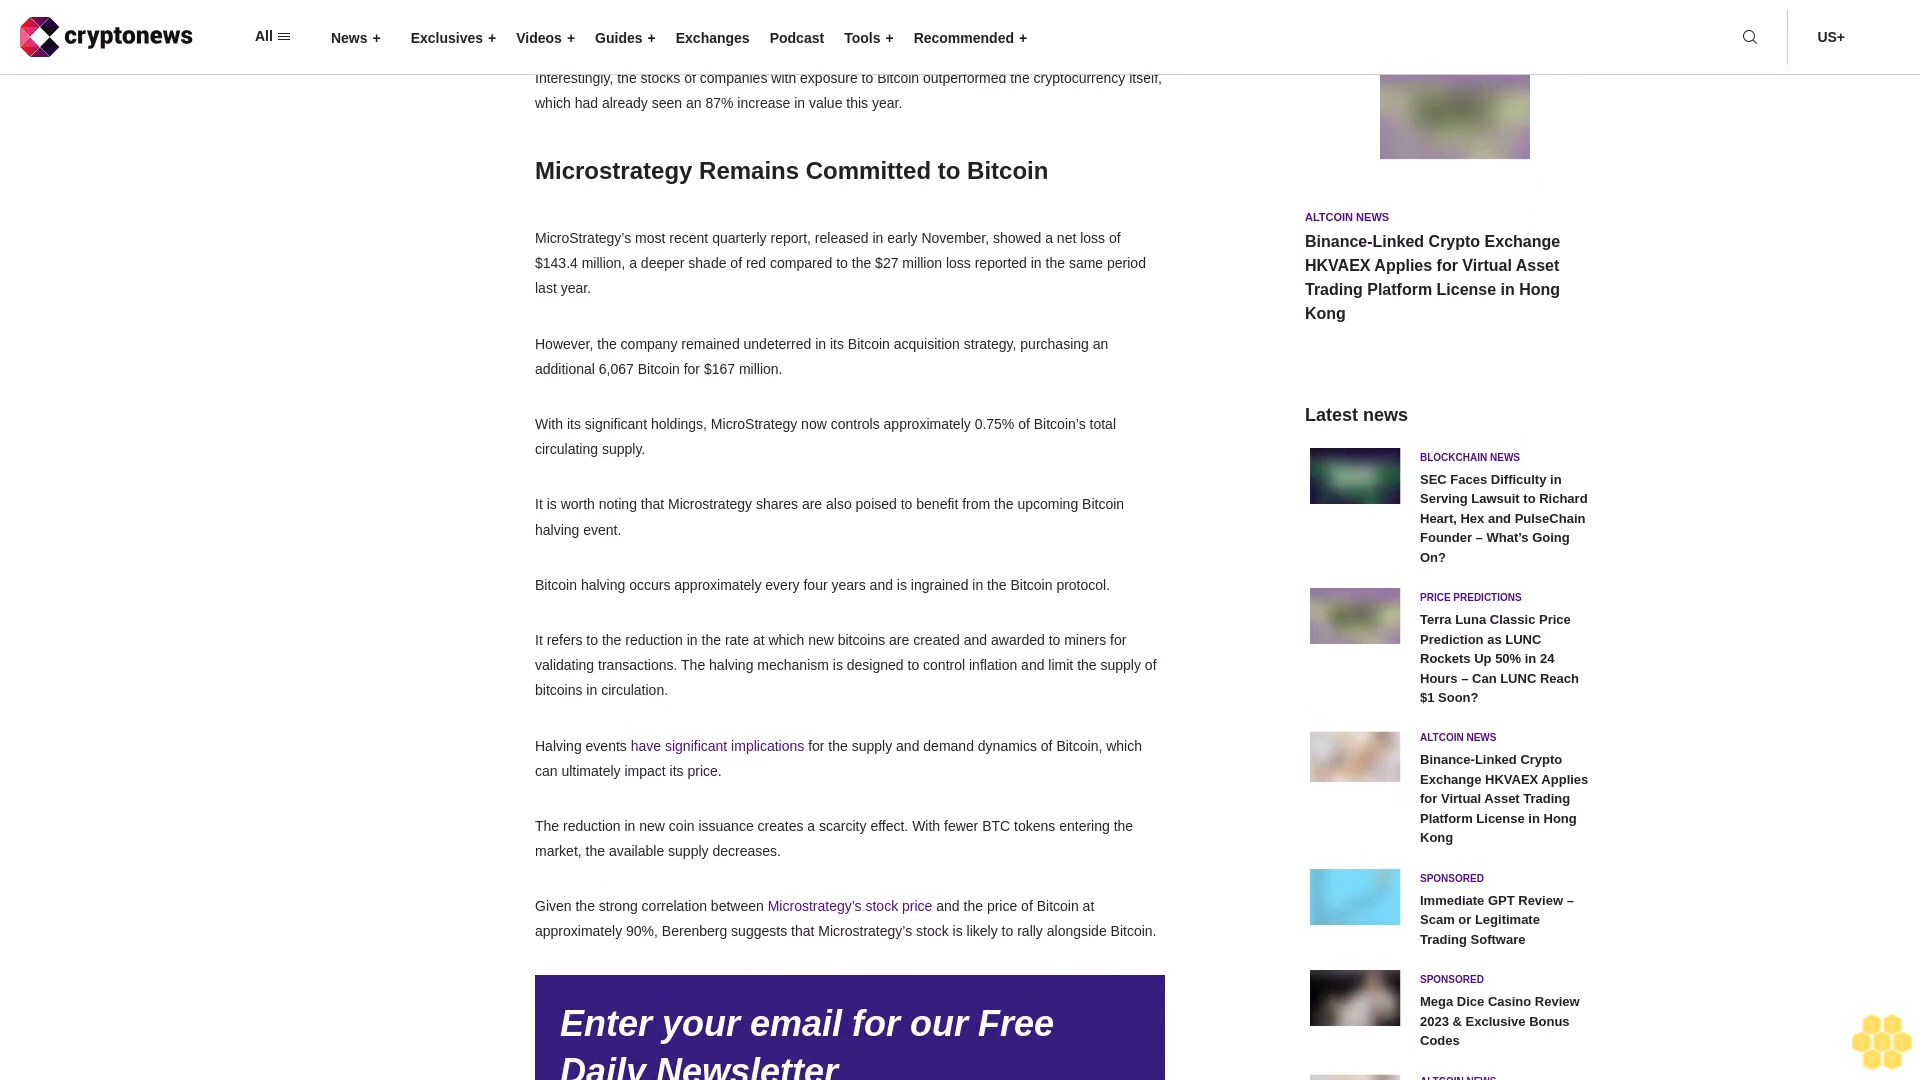 cryptonews
All
News +
Exclusives +
Videos +
Guides +
Exchanges
Podcast
Tools +
Recommended +
US+
Interestingly, the stocks of companies with exposure to Bitcoin outperformed the cryptocurrency itself,
which had already seen an 87% increase in value this year.
Microstrategy Remains Committed to Bitcoin
MicroStrategy’s most recent quarterly report, released in early November, showed a net loss of
$143.4 million, a deeper shade of red compared to the $27 million loss reported in the same period
last year.
However, the company remained undeterred in its Bitcoin acquisition strategy, purchasing an
additional 6,067 Bitcoin for $167 million.
With its significant holdings, MicroStrategy now controls approximately 0.75% of Bitcoin’s total
circulating supply.
It is worth noting that Microstrategy shares are also poised to benefit from the upcoming Bitcoin
halving event.
Bitcoin halving occurs approximately every four years and is ingrained in the Bitcoin protocol.
It refers to the reduction in the rate at which new bitcoins are created and awarded to miners for
validating transactions. The halving mechanism is designed to control inflation and limit the supply of
bitcoins in circulation.
Halving events have significant implications for the supply and demand dynamics of Bitcoin, which
can ultimately impact its price.
The reduction in new coin issuance creates a scarcity effect. With fewer BTC tokens entering the
market, the available supply decreases.
Given the strong correlation between Microstrategy’s stock price and the price of Bitcoin at
approximately 90%, Berenberg suggests that Microstrategy’s stock is likely to rally alongside Bitcoin.
Enter your email for our Free
Daily Newsletter
ALTCOIN NEWS
Binance-Linked Crypto Exchange
HKVAEX Applies for Virtual Asset
Trading Platform License in Hong
Kong
Latest news
BLOCKCHAIN NEWS
SEC Faces Difficulty in
Serving Lawsuit to Richard
Heart, Hex and PulseChain
Founder – What’s Going
On?
PRICE PREDICTIONS
Terra Luna Classic Price
Prediction as LUNC
Rockets Up 50% in 24
Hours – Can LUNC Reach
$1 Soon?
ALTCOIN NEWS
Binance-Linked Crypto
Exchange HKVAEX Applies
for Virtual Asset Trading
Platform License in Hong
Kong
SPONSORED
Immediate GPT Review –
Scam or Legitimate
Trading Software
SPONSORED
Mega Dice Casino Review
2023 & Exclusive Bonus
Codes
ALTCOIN NEWS